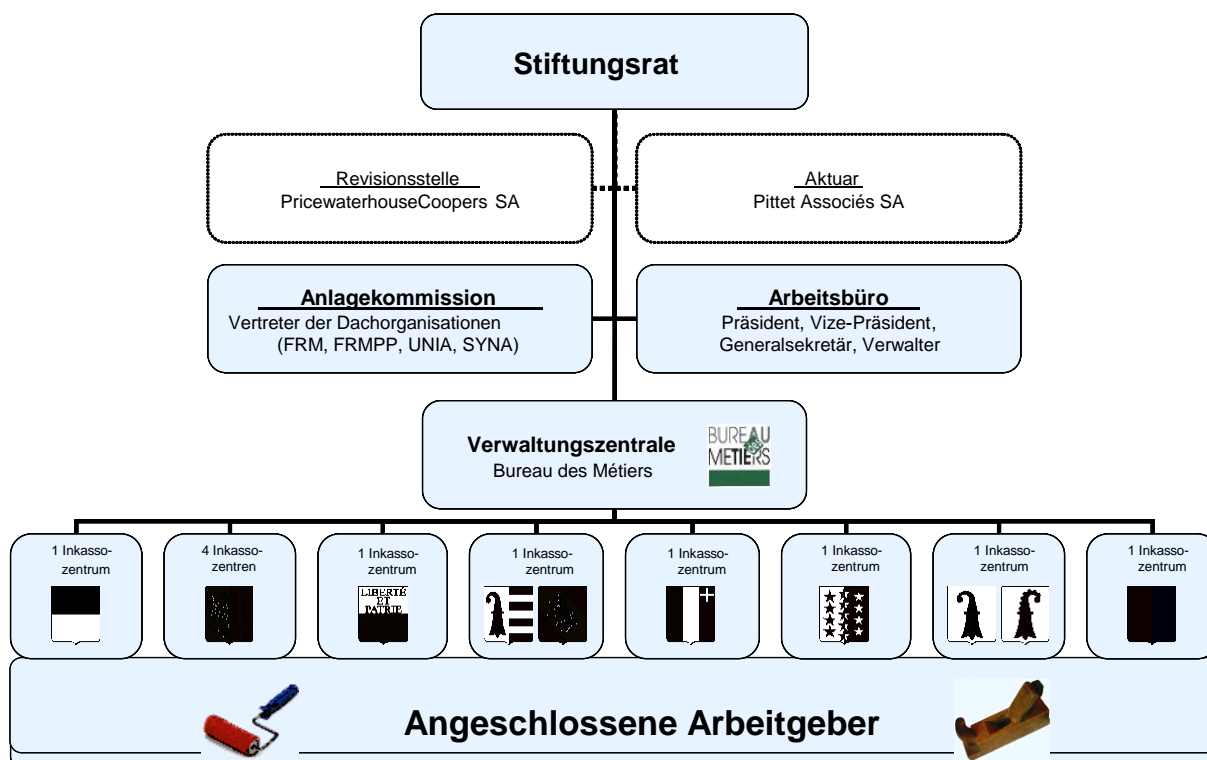 Stiftungsrat
Revisionsstelle
PricewaterhouseCoopers SA
Aktuar
Pittet Associés SA
Anlagekommission
Vertreter der Dachorganisationen
(FRM, FRMPP, UNIA, SYNA)
Arbeitsbüro
Präsident, Vize-Präsident,
Generalsekretär, Verwalter
Verwaltungszentrale
Bureau des Métiers
BUREAU
METIERS
1 Inkasso-
zentrum
4 Inkasso-
zentren
1 Inkasso-
zentrum
LIBERTÉ
ET
PATRIE
1 Inkasso-
zentrum
1 Inkasso-
zentrum
1 Inkasso-
zentrum
1 Inkasso-
zentrum
1 Inkasso-
zentrum
Angeschlossene Arbeitgeber